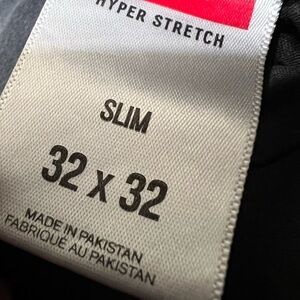 HYPER STRETCH
SLIM
32 x 32
MADE IN PAKISTAN
FABRIQUÉ AU PAKISTAN